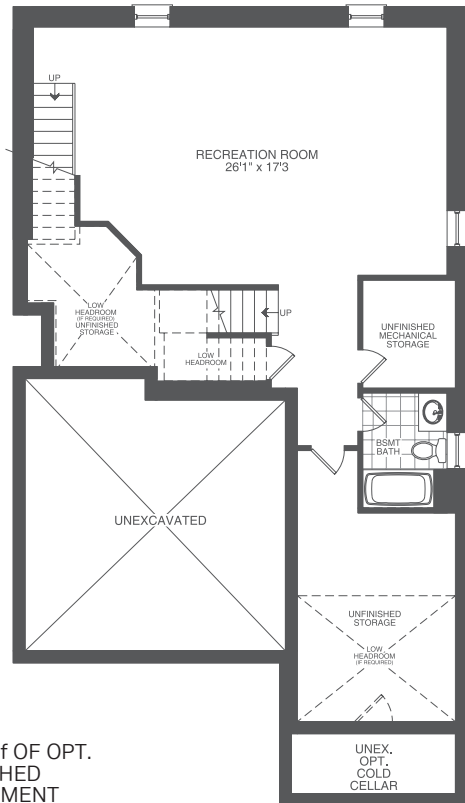 UP
RECREATION ROOM
26'1" x 17'3
LOW
HEADROOM
(IF REQUIRED)
UNFINISHED
STORAGE
UP
LOW
HEADROOM
UNFINISHED
MECHANICAL
STORAGE
BSMT
BATH
UNEXCAVATED
UNFINISHED
STORAGE
LOW
HEADROOM
(IF REQUIRED)
UNEX.
OPT.
COLD
CELLAR
f OF OPT.
HED
MENT